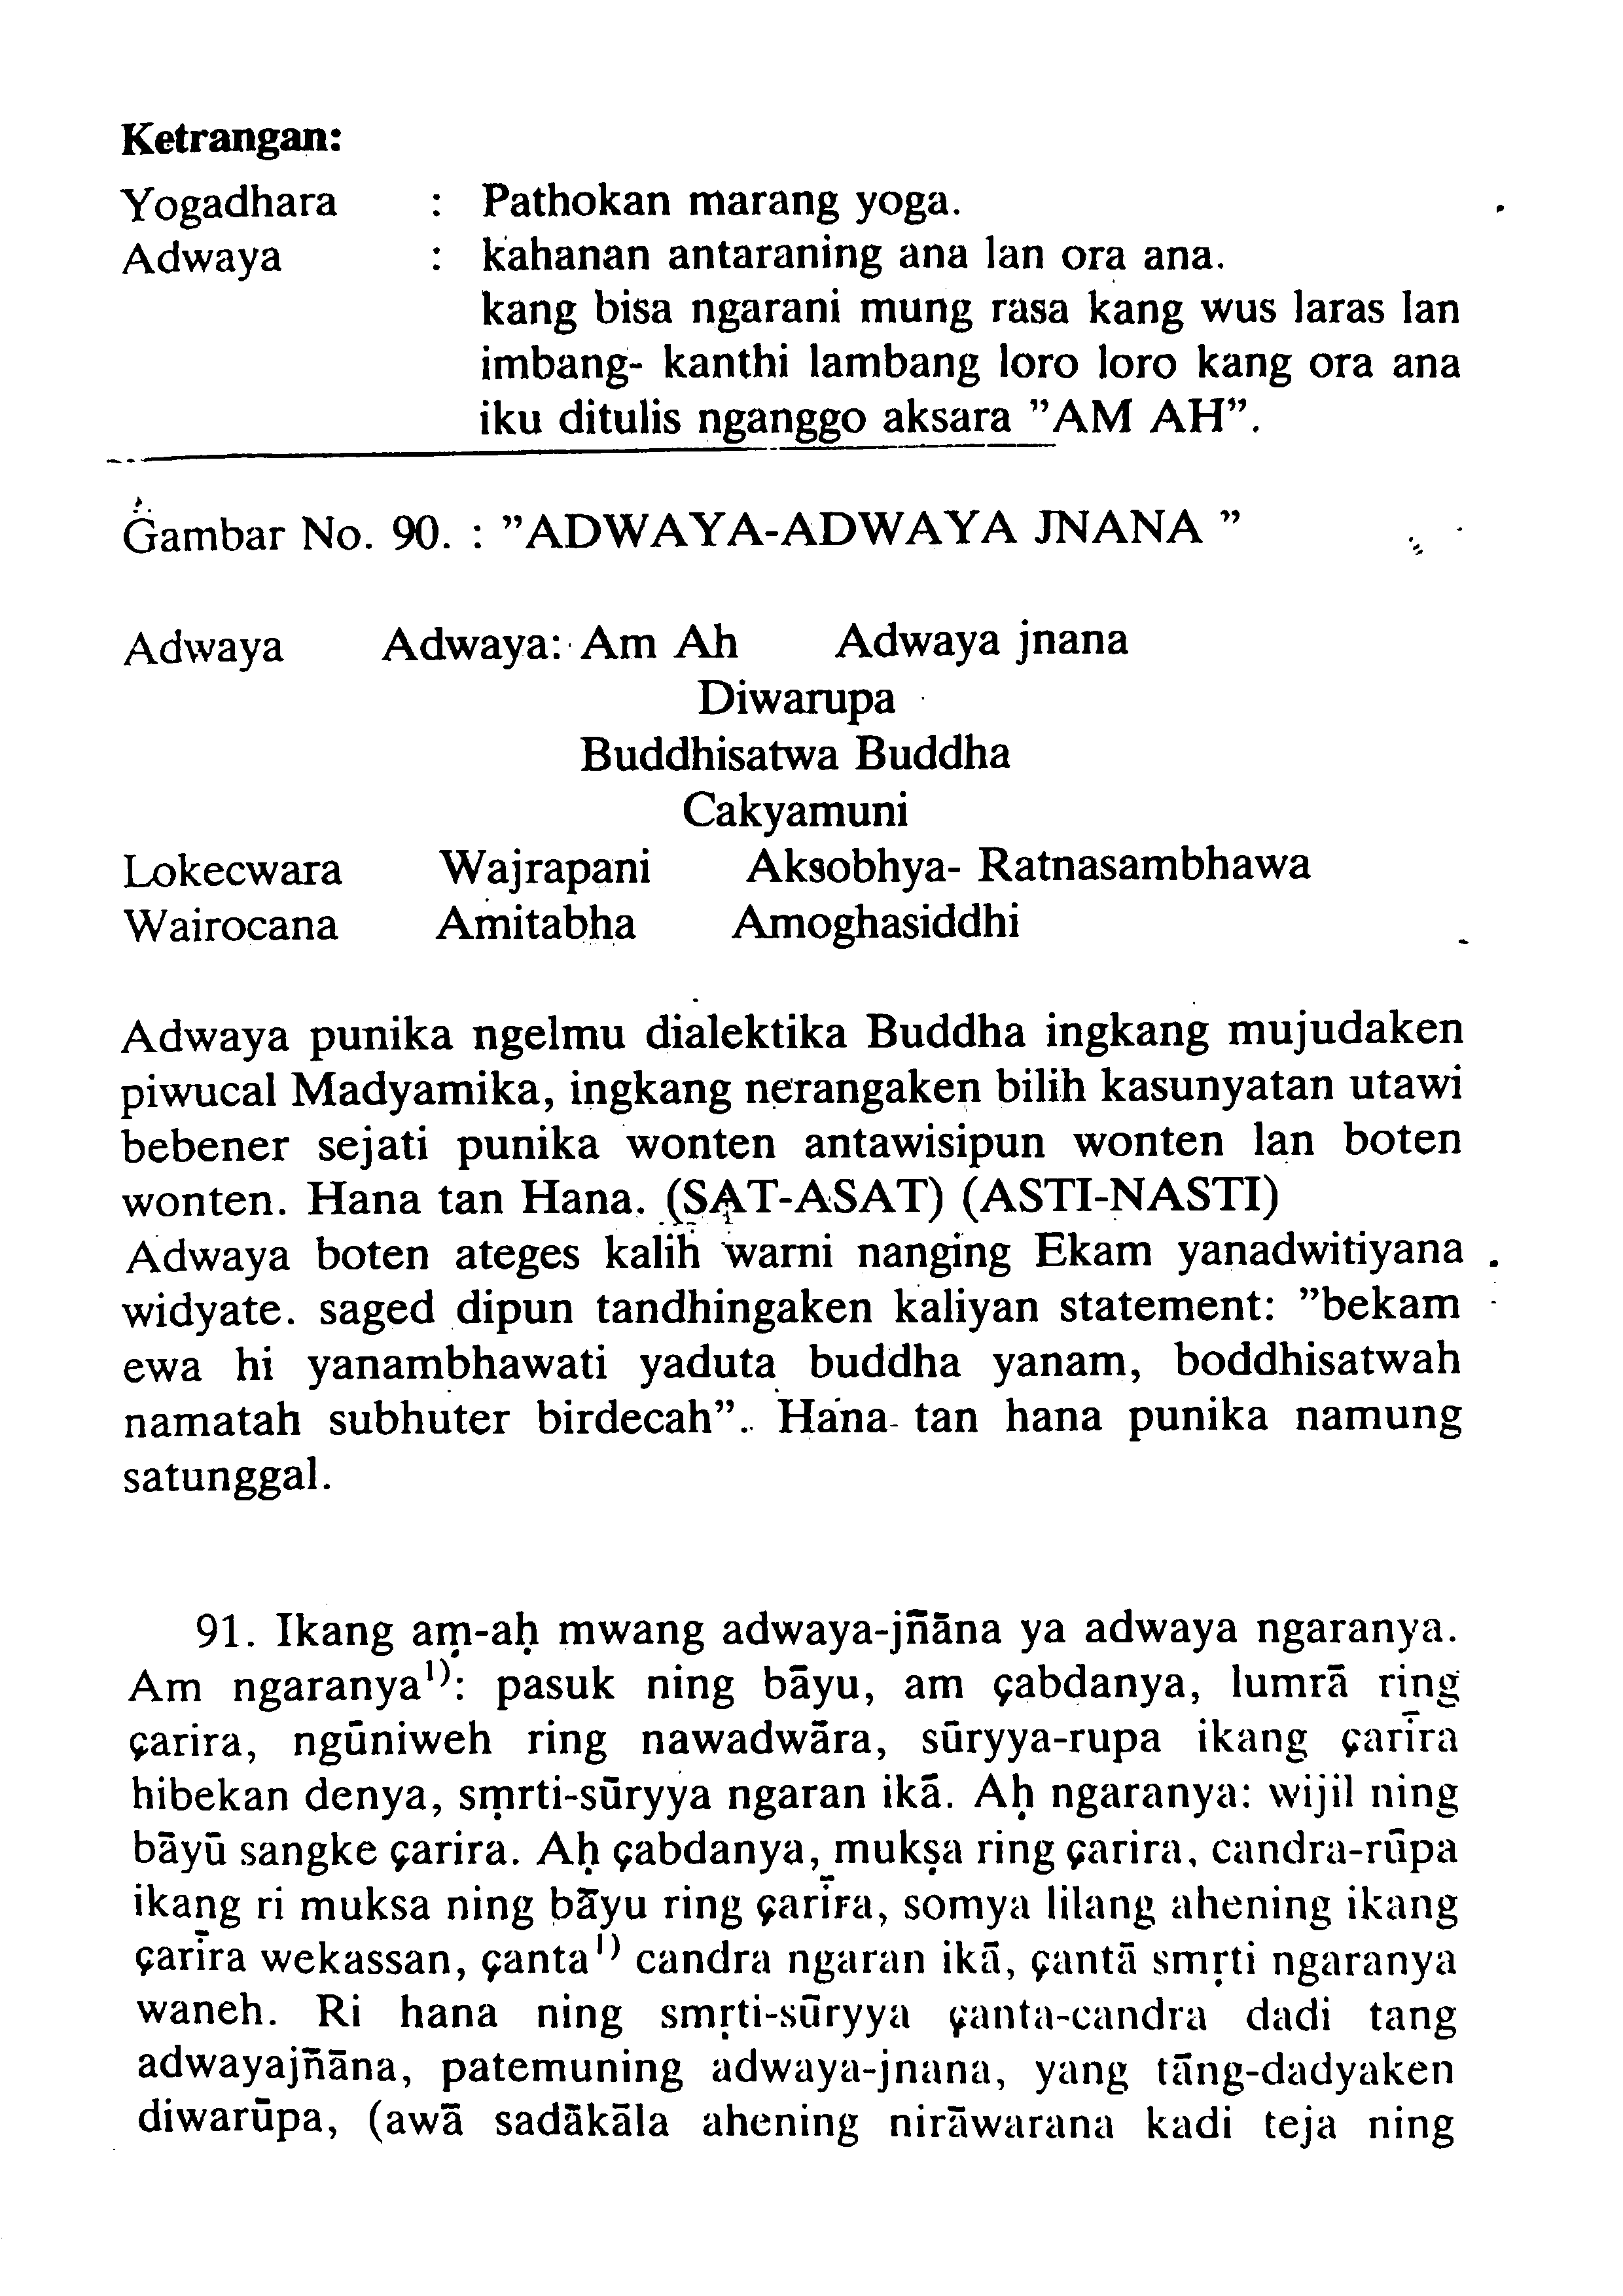 Ketrangan:
Yogadhara : Pathokan marang yoga.
Adwaya : kahanan antaraning ana lan ora ana.
kang bisa ngarani mung rasa kang wus laras lan
imbang- kanthi lambang loro loro kang ora ana
iku ditulis nganggo aksara ”AM AH”.
Gambar No. 90. : ”ADWAYA-ADWAYA JNANA ”
Adwaya Adwaya: Am Ah Adwaya jnana
Diwarupa
Buddhisatwa Buddha
Cakyamuni
Lokecwara Wajrapani Aksobhya- Ratnasambhawa
Wairocana Amitabha Amoghasiddhi
Adwaya punika ngelmu dialektika Buddha ingkang mujudaken
piwucal Madyamika, ingkang nerangaken bilih kasunyatan utawi
bebener sejati punika wonten antawisipun wonten lan boten
wonten. Hana tan Hana. (SAT-ASAT) (ASTI-NASTI)
Adwaya boten ateges kalih warni nanging Ekam yanadwitiyana
widyate. saged dipun tandhingaken kaliyan statement: ”bekam
ewa hi yanambhawati yaduta buddha yanam, boddhisatwah
namatah subhuter birdecah”. Hana tan hana punika namung
satunggal.
91. Ikang aṃ-aḥ mwang adwaya-jñāna ya adwaya ngaranya.
Am ngaranya¹⁾: pasuk ning bāyu, am çabdanya, lumrā ring
çarira, ngūniweh ring nawadwāra, sūryya-rupa ikang çarīra
hibekan denya, smṛti-sūryya ngaran ikā. Aḥ ngaranya: wijil ning
bāyū sangke çarira. Aḥ çabdanya, mukṣa ring çarira, candra-rūpa
ikang ri muksa ning bāyu ring çarīra, somya lilang ahening ikang
çarīra wekassan, çanta¹⁾ candra ngaran ikā, çantā smṛti ngaranya
waneh. Ri hana ning smṛti-sūryya çanta-candra dadi tang
adwayajñāna, patemuning adwaya-jnana, yang tāng-dadyaken
diwarūpa, (awā sadākāla ahening nirāwarana kadi teja ning